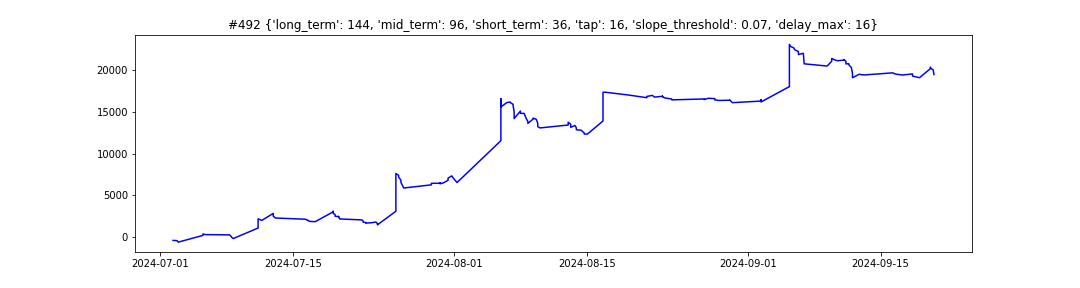 #492 {'long_term': 144, 'mid_term': 96, 'short_term': 36, 'tap': 16, 'slope_threshold': 0.07, 'delay_max': 16}
20000
15000
10000
5000
0
2024-07-01 2024-07-15 2024-08-01 2024-08-15 2024-09-01 2024-09-15